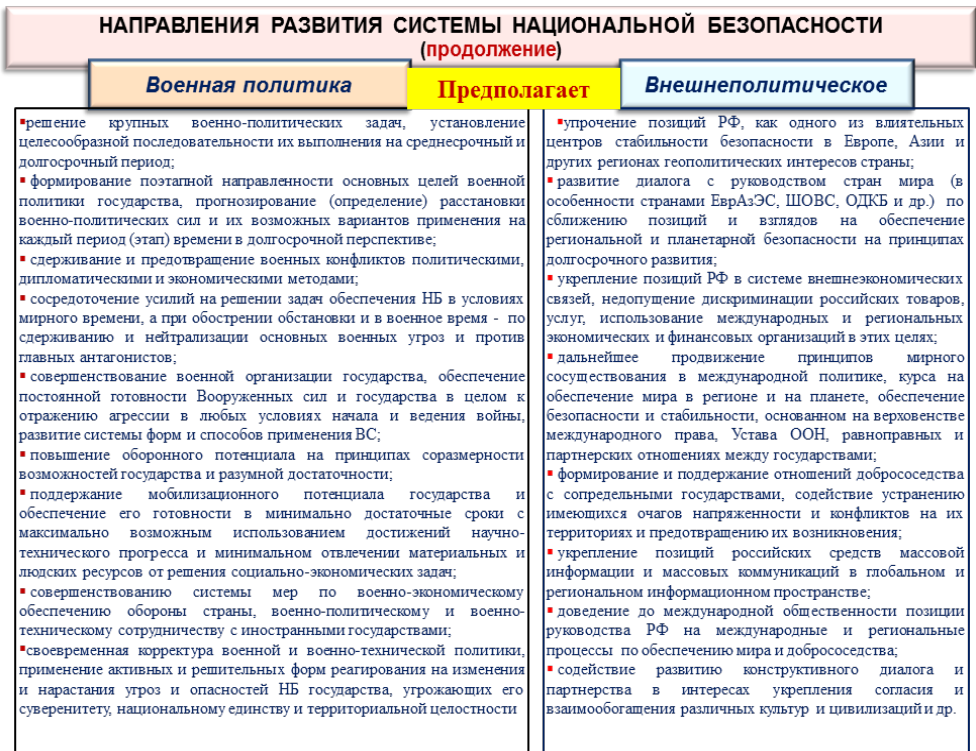 НАПРАВЛЕНИЯ РАЗВИТИЯ СИСТЕМЫ НАЦИОНАЛЬНОЙ БЕЗОПАСНОСТИ
(продолжение)
Военная политика
Предполагает
Внешнеполитическое
▪решение крупных военно-политических задач, установление
целесообразной последовательности их выполнения на среднесрочный и
долгосрочный период;
▪ формирование поэтапной направленности основных целей военной
политики государства, прогнозирование (определение) расстановки
военно-политических сил и их возможных вариантов применения на
каждый период (этап) времени в долгосрочной перспективе;
▪ сдерживание и предотвращение военных конфликтов политическими,
дипломатическими и экономическими методами;
▪ сосредоточение усилий на решении задач обеспечения НБ в условиях
мирного времени, а при обострении обстановки и в военное время - по
сдерживанию и нейтрализации основных военных угроз и против
главных антагонистов;
▪ совершенствование военной организации государства, обеспечение
постоянной готовности Вооруженных сил и государства в целом к
отражению агрессии в любых условиях начала и ведения войны,
развитие системы форм и способов применения ВС;
▪ повышение оборонного потенциала на принципах соразмерности
возможностей государства и разумной достаточности;
▪ поддержание мобилизационного потенциала государства и
обеспечение его готовности в минимально достаточные сроки с
максимально возможным использованием достижений научно-
технического прогресса и минимальном отвлечении материальных и
людских ресурсов от решения социально-экономических задач;
▪ совершенствованию системы мер по военно-экономическому
обеспечению обороны страны, военно-политическому и военно-
техническому сотрудничеству с иностранными государствами;
▪своевременная корректура военной и военно-технической политики,
применение активных и решительных форм реагирования на изменения
и нарастания угроз и опасностей НБ государства, угрожающих его
суверенитету, национальному единству и территориальной целостности
▪упрочение позиций РФ, как одного из влиятельных
центров стабильности безопасности в Европе, Азии и
других регионах геополитических интересов страны;
▪ развитие диалога с руководством стран мира (в
особенности странами ЕврАзЭС, ШОВС, ОДКБ и др.) по
сближению позиций и взглядов на обеспечение
региональной и планетарной безопасности на принципах
долгосрочного развития;
▪ укрепление позиций РФ в системе внешнеэкономических
связей, недопущение дискриминации российских товаров,
услуг, использование международных и региональных
экономических и финансовых организаций в этих целях;
▪ дальнейшее продвижение принципов мирного
сосуществования в международной политике, курса на
обеспечение мира в регионе и на планете, обеспечение
безопасности и стабильности, основанном на верховенстве
международного права, Устава ООН, равноправных и
партнерских отношениях между государствами;
▪ формирование и поддержание отношений добрососедства
с сопредельными государствами, содействие устранению
имеющихся очагов напряженности и конфликтов на их
территориях и предотвращению их возникновения;
▪ укрепление позиций российских средств массовой
информации и массовых коммуникаций в глобальном и
региональном информационном пространстве;
▪ доведение до международной общественности позиции
руководства РФ на международные и региональные
процессы по обеспечению мира и добрососедства;
▪ содействие развитию конструктивного диалога и
партнерства в интересах укрепления согласия и
взаимообогащения различных культур и цивилизаций и др.